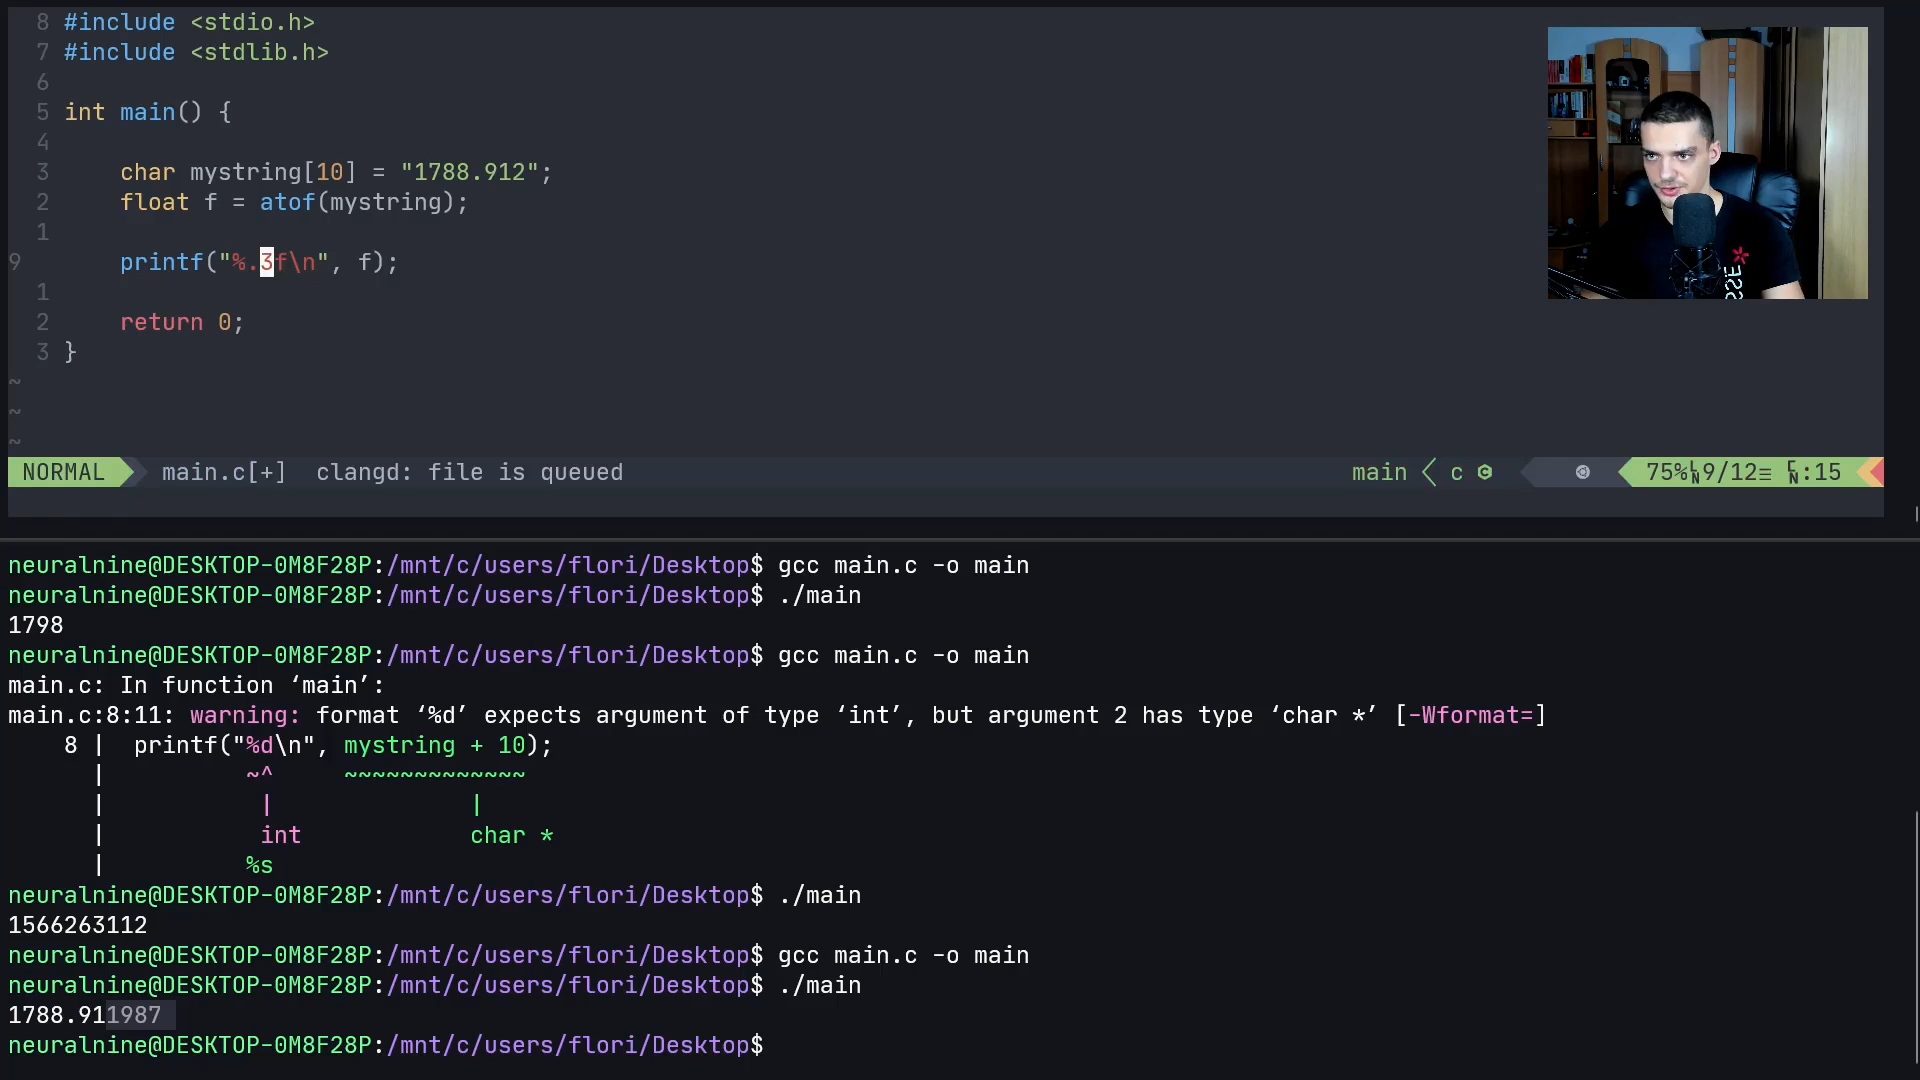 8 #include <stdio.h>
7 #include <stdlib.h>
6
5 int main() {
4
3 char mystring[10] = "1788.912";
2 float f = atof(mystring);
1
9 printf("%.3f\n", f);
1
2 return 0;
3 }
~
~
~
NORMAL main.c[+] clangd: file is queued main c 75% LN 9/12≡ CN:15
neuralnine@DESKTOP-0M8F28P:/mnt/c/users/flori/Desktop$ gcc main.c -o main
neuralnine@DESKTOP-0M8F28P:/mnt/c/users/flori/Desktop$ ./main
1798
neuralnine@DESKTOP-0M8F28P:/mnt/c/users/flori/Desktop$ gcc main.c -o main
main.c: In function ‘main’:
main.c:8:11: warning: format ‘%d’ expects argument of type ‘int’, but argument 2 has type ‘char *’ [-Wformat=]
8 | printf("%d\n", mystring + 10);
| ~^ ~~~~~~~~~~~~~
| | |
| int char *
| %s
neuralnine@DESKTOP-0M8F28P:/mnt/c/users/flori/Desktop$ ./main
1566263112
neuralnine@DESKTOP-0M8F28P:/mnt/c/users/flori/Desktop$ gcc main.c -o main
neuralnine@DESKTOP-0M8F28P:/mnt/c/users/flori/Desktop$ ./main
1788.911987
neuralnine@DESKTOP-0M8F28P:/mnt/c/users/flori/Desktop$